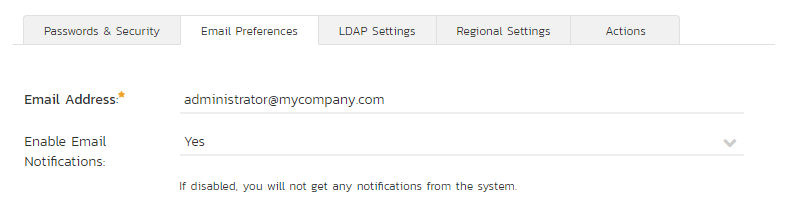 Passwords & Security Email Preferences LDAP Settings Regional Settings Actions
Email Address:* administrator@mycompany.com
Enable Email Yes
Notifications:
If disabled, you will not get any notifications from the system.